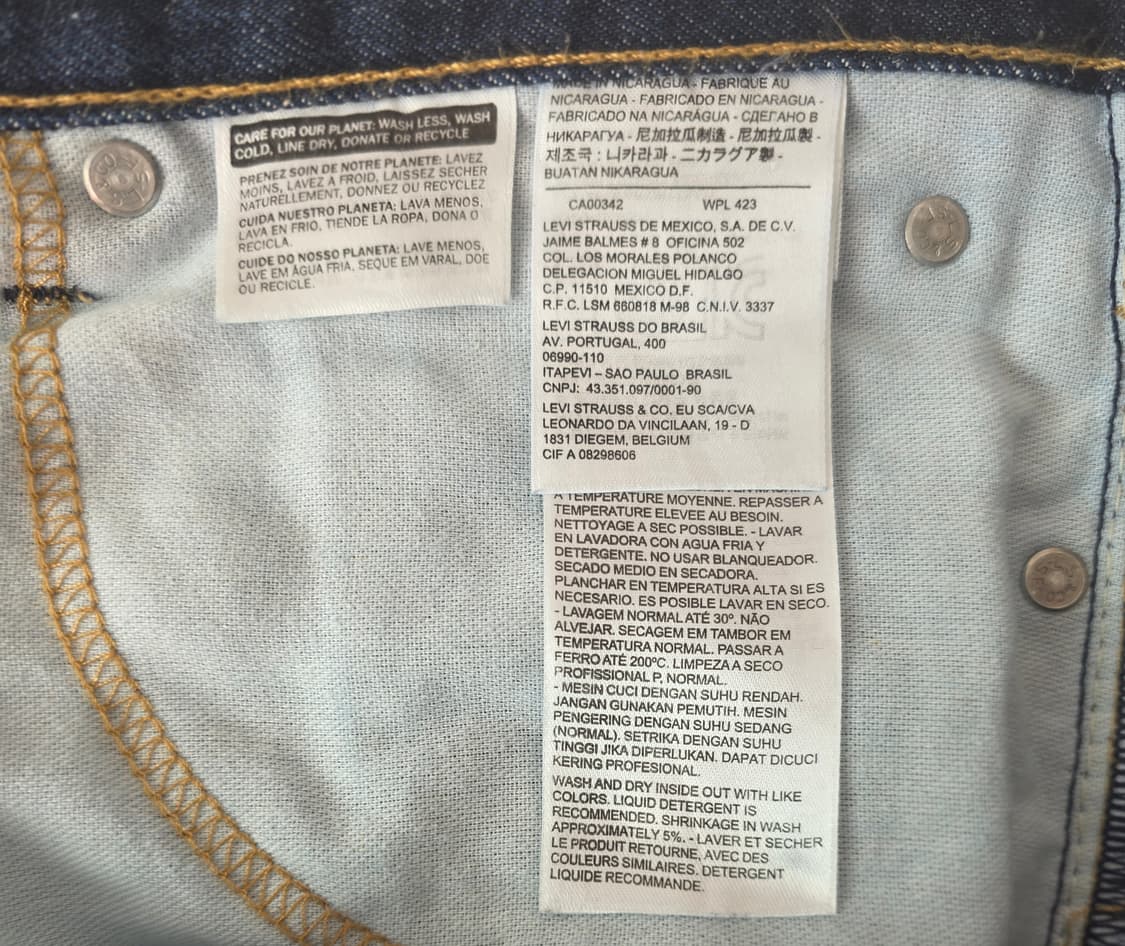 CARE FOR OUR PLANET: WASH LESS, WASH
COLD, LINE DRY, DONATE OR RECYCLE
PRENEZ SOIN DE NOTRE PLANETE: LAVEZ
MOINS, LAVEZ A FROID, LAISSEZ SECHER
NATURELLEMENT, DONNEZ OU RECYCLEZ
CUIDA NUESTRO PLANETA: LAVA MENOS,
LAVA EN FRIO, TIENDE LA ROPA, DONA O
RECICLA.
CUIDE DO NOSSO PLANETA: LAVE MENOS,
LAVE EM ÁGUA FRIA, SEQUE EM VARAL, DOE
OU RECICLE.
MADE IN NICARAGUA - FABRIQUE AU
NICARAGUA - FABRICADO EN NICARAGUA -
FABRICADO NA NICARÁGUA - СДЕГАНО В
НИКАРАГУА - 尼加拉瓜制造 - 尼加拉瓜製 -
제조국 : 니카라과 - 二カラグア製 -
BUATAN NIKARAGUA
CA00342 WPL 423
LEVI STRAUSS DE MEXICO, S.A. DE C.V.
JAIME BALMES # 8 OFICINA 502
COL. LOS MORALES POLANCO
DELEGACION MIGUEL HIDALGO
C.P. 11510 MEXICO D.F.
R.F.C. LSM 660818 M-98 C.N.I.V. 3337
LEVI STRAUSS DO BRASIL
AV. PORTUGAL, 400
06990-110
ITAPEVI – SAO PAULO BRASIL
CNPJ: 43.351.097/0001-90
LEVI STRAUSS & CO. EU SCA/CVA
LEONARDO DA VINCILAAN, 19 - D
1831 DIEGEM, BELGIUM
CIF A 08298606
A TEMPERATURE MOYENNE. REPASSER A
TEMPERATURE ELEVEE AU BESOIN.
NETTOYAGE A SEC POSSIBLE. - LAVAR
EN LAVADORA CON AGUA FRIA Y
DETERGENTE. NO USAR BLANQUEADOR.
SECADO MEDIO EN SECADORA.
PLANCHAR EN TEMPERATURA ALTA SI ES
NECESARIO. ES POSIBLE LAVAR EN SECO.
- LAVAGEM NORMAL ATÉ 30º. NÃO
ALVEJAR. SECAGEM EM TAMBOR EM
TEMPERATURA NORMAL. PASSAR A
FERRO ATÉ 200ºC. LIMPEZA A SECO
PROFISSIONAL P, NORMAL.
- MESIN CUCI DENGAN SUHU RENDAH.
JANGAN GUNAKAN PEMUTIH. MESIN
PENGERING DENGAN SUHU SEDANG
(NORMAL). SETRIKA DENGAN SUHU
TINGGI JIKA DIPERLUKAN. DAPAT DICUCI
KERING PROFESIONAL.
WASH AND DRY INSIDE OUT WITH LIKE
COLORS. LIQUID DETERGENT IS
RECOMMENDED. SHRINKAGE IN WASH
APPROXIMATELY 5%. - LAVER ET SECHER
LE PRODUIT RETOURNE, AVEC DES
COULEURS SIMILAIRES. DETERGENT
LIQUIDE RECOMMANDE.